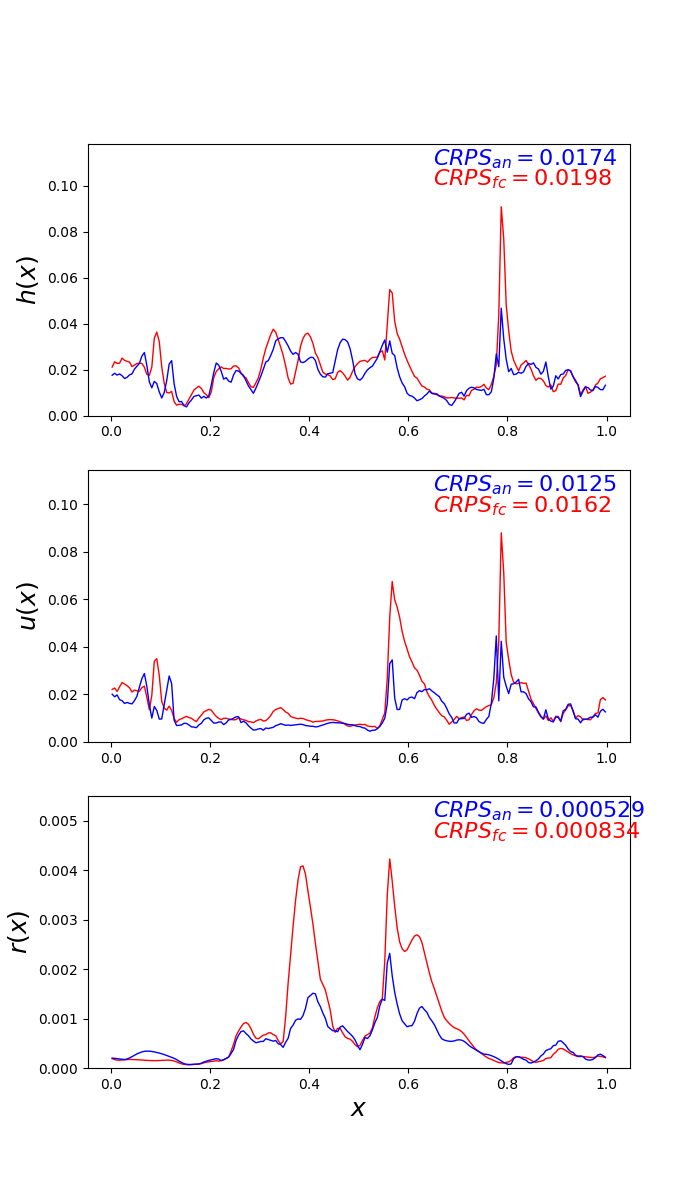 CRPS_an = 0.0174
CRPS_fc = 0.0198
0.10
0.08
0.06
0.04
0.02
0.00
h(x)
0.0 0.2 0.4 0.6 0.8 1.0
CRPS_an = 0.0125
CRPS_fc = 0.0162
0.10
0.08
0.06
0.04
0.02
0.00
u(x)
0.0 0.2 0.4 0.6 0.8 1.0
CRPS_an = 0.000529
CRPS_fc = 0.000834
0.005
0.004
0.003
0.002
0.001
0.000
r(x)
0.0 0.2 0.4 0.6 0.8 1.0
x